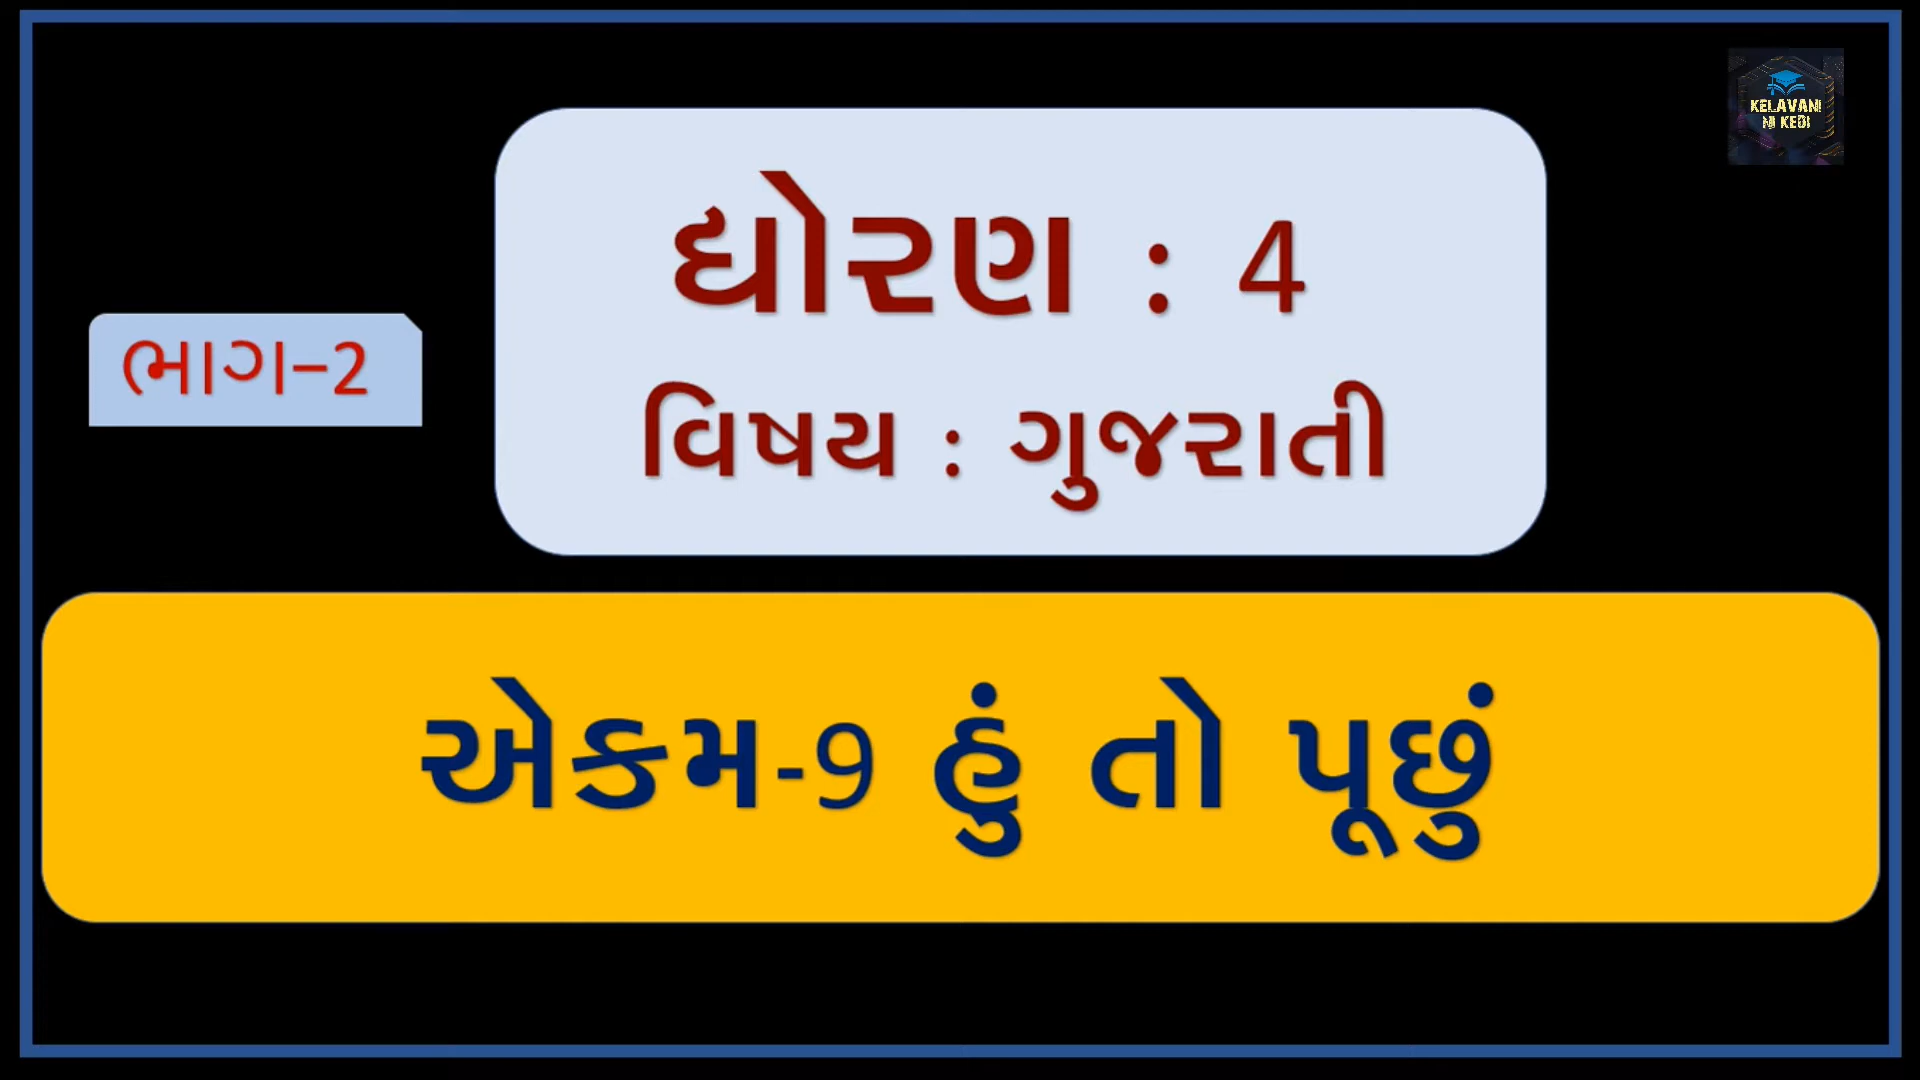 KELAVANI
NI KEDI
ધોરણ : 4
ભાગ–2
વિષય : ગુજરાતી
એકમ-9 હું તો પૂછું